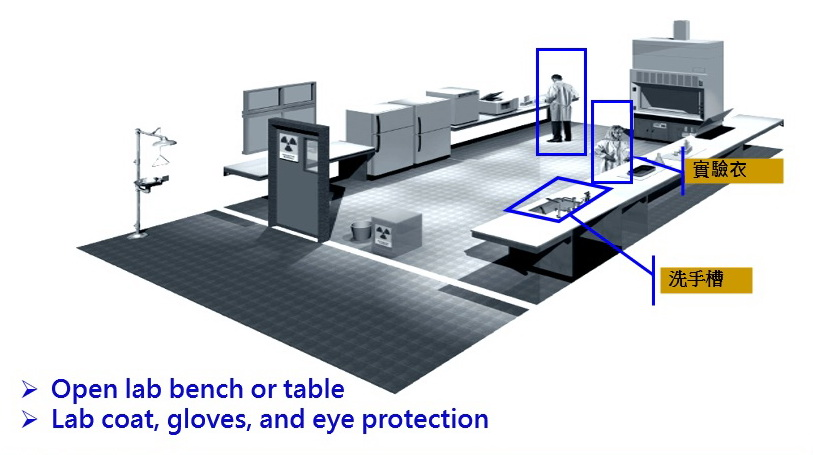 實驗衣
洗手槽
➢ Open lab bench or table
➢ Lab coat, gloves, and eye protection